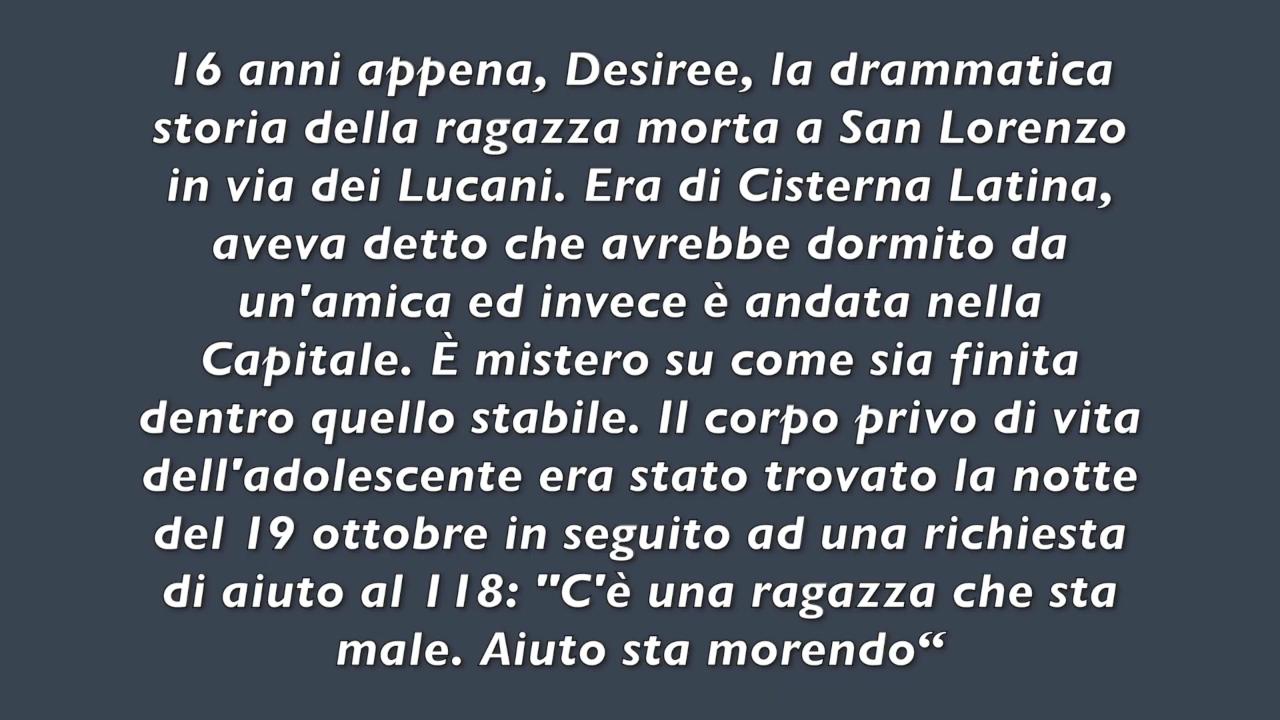 16 anni appena, Desiree, la drammatica
storia della ragazza morta a San Lorenzo
in via dei Lucani. Era di Cisterna Latina,
aveva detto che avrebbe dormito da
un'amica ed invece è andata nella
Capitale. È mistero su come sia finita
dentro quello stabile. Il corpo privo di vita
dell'adolescente era stato trovato la notte
del 19 ottobre in seguito ad una richiesta
di aiuto al 118: "C'è una ragazza che sta
male. Aiuto sta morendo“